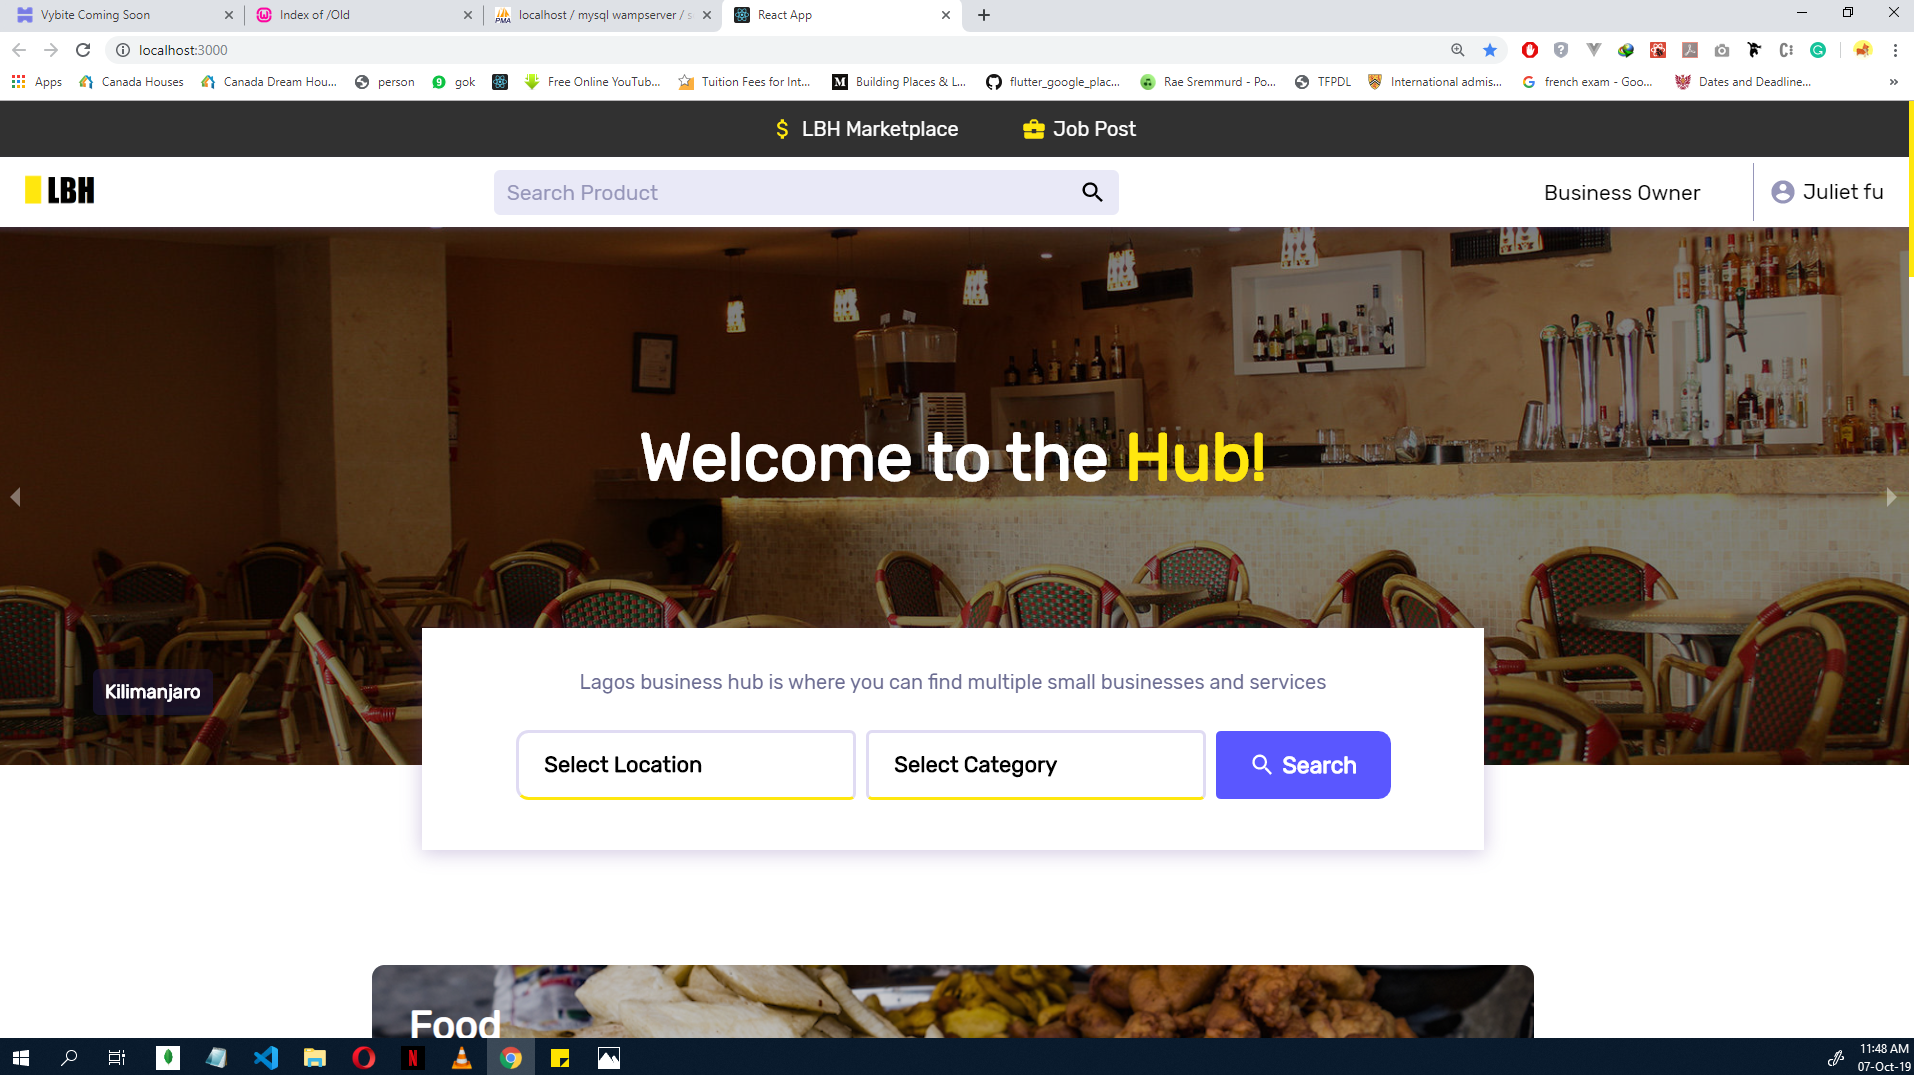 Vybite Coming Soon
Index of /Old
localhost / mysql wampserver / s
React App
localhost:3000
Apps
Canada Houses
Canada Dream Hou...
person
gok
Free Online YouTub...
Tuition Fees for Int...
Building Places & L...
flutter_google_plac...
Rae Sremmurd - Po...
TFPDL
International admis...
french exam - Goo...
Dates and Deadline...
»
LBH Marketplace
Job Post
LBH
Search Product
Business Owner
Juliet fu
Welcome to the Hub!
Kilimanjaro
Lagos business hub is where you can find multiple small businesses and services
Select Location
Select Category
Search
Food
11:48 AM
07-Oct-19